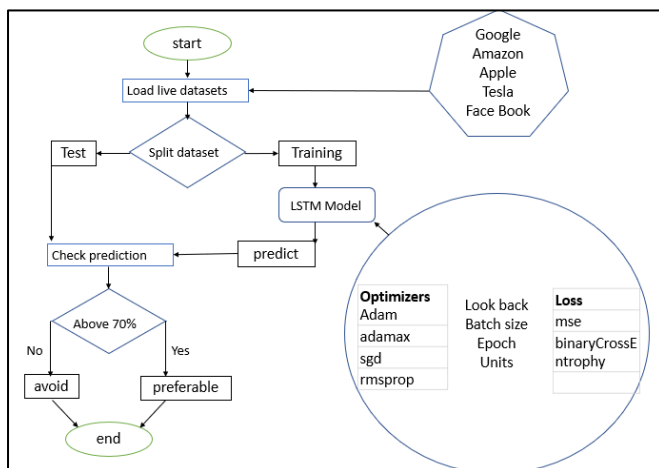 start
Google
Amazon
Apple
Tesla
Face Book
Load live datasets
Test
Split dataset
Training
LSTM Model
Check prediction
predict
Above 70%
No
Yes
avoid
preferable
end
Optimizers
Adam
adamax
sgd
rmsprop
Look back
Batch size
Epoch
Units
Loss
mse
binaryCrossE
ntrophy